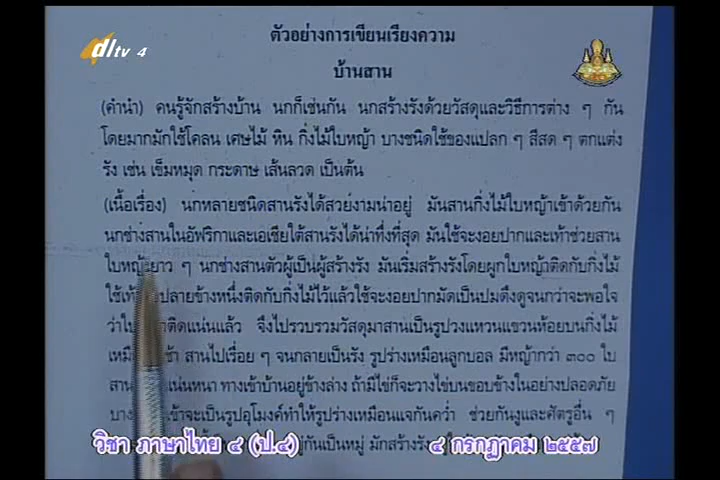 dltv 4
ตัวอย่างการเขียนเรียงความ
บ้านสาน
(คำนำ) คนรู้จักสร้างบ้าน นกก็เช่นกัน นกสร้างรังด้วยวัสดุและวิธีการต่าง ๆ กัน
โดยมากมักใช้โคลน เศษไม้ หิน กิ่งไม้ใบหญ้า บางชนิดใช้ของแปลก ๆ สีสด ๆ ตกแต่ง
รัง เช่น เข็มหมุด กระดาษ เส้นลวด เป็นต้น
(เนื้อเรื่อง) นกหลายชนิดสานรังได้สวยงามน่าอยู่ มันสานกิ่งไม้ใบหญ้าเข้าด้วยกัน
นกช่างสานในอัฟริกาและเอเชียใต้สานรังได้น่าทึ่งที่สุด มันใช้จะงอยปากและเท้าช่วยสาน
ใบหญ้ายาว ๆ นกช่างสานตัวผู้เป็นผู้สร้างรัง มันเริ่มสร้างรังโดยผูกใบหญ้าติดกับกิ่งไม้
ปลายข้างหนึ่งติดกับกิ่งไม้ไว้แล้วใช้จะงอยปากมัดเป็นปมดึงดูจนกว่าจะพอใจ
ติดแน่นแล้ว จึงไปรวบรวมวัสดุมาสานเป็นรูปวงแหวนแขวนห้อยบนกิ่งไม้
สานไปเรื่อย ๆ จนกลายเป็นรัง รูปร่างเหมือนลูกบอล มีหญ้ากว่า ๓๐๐ ใบ
สาน แน่นหนา ทางเข้าบ้านอยู่ข้างล่าง ถ้ามีไข่ก็จะวางไข่บนขอบข้างในอย่างปลอดภัย
บาง เข้าจะเป็นรูปอุโมงค์ทำให้รูปร่างเหมือนแจกันคว่ำ ช่วยกันงูและศัตรูอื่น ๆ
กันเป็นหมู่ มักสร้างรัง
วิชา ภาษาไทย ๔ (ป.๔) ๔ กรกฎาคม ๒๕๕๗